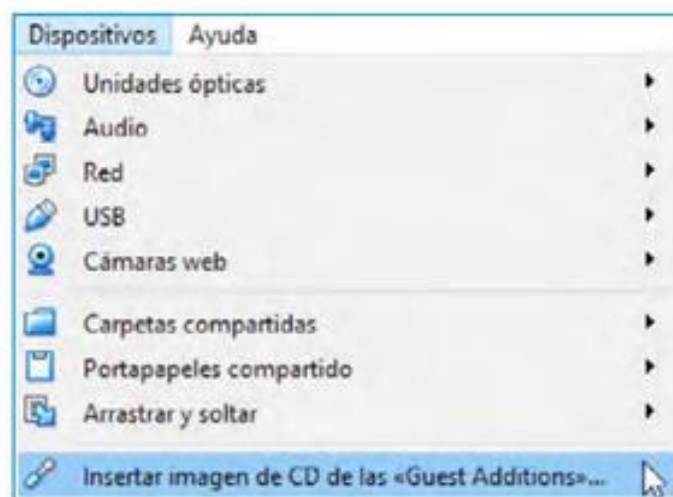 Dispositivos Ayuda
Unidades ópticas
Audio
Red
USB
Cámaras web
Carpetas compartidas
Portapapeles compartido
Arrastrar y soltar
Insertar imagen de CD de las «Guest Additions»...